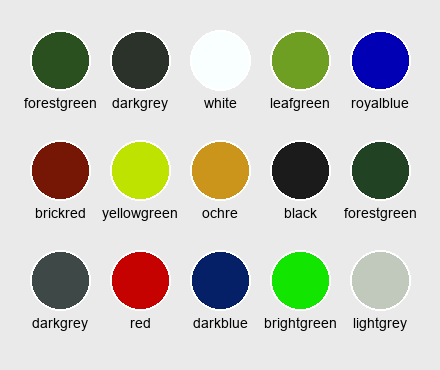 forestgreen darkgrey white leafgreen royalblue
brickred yellowgreen ochre black forestgreen
darkgrey red darkblue brightgreen lightgrey